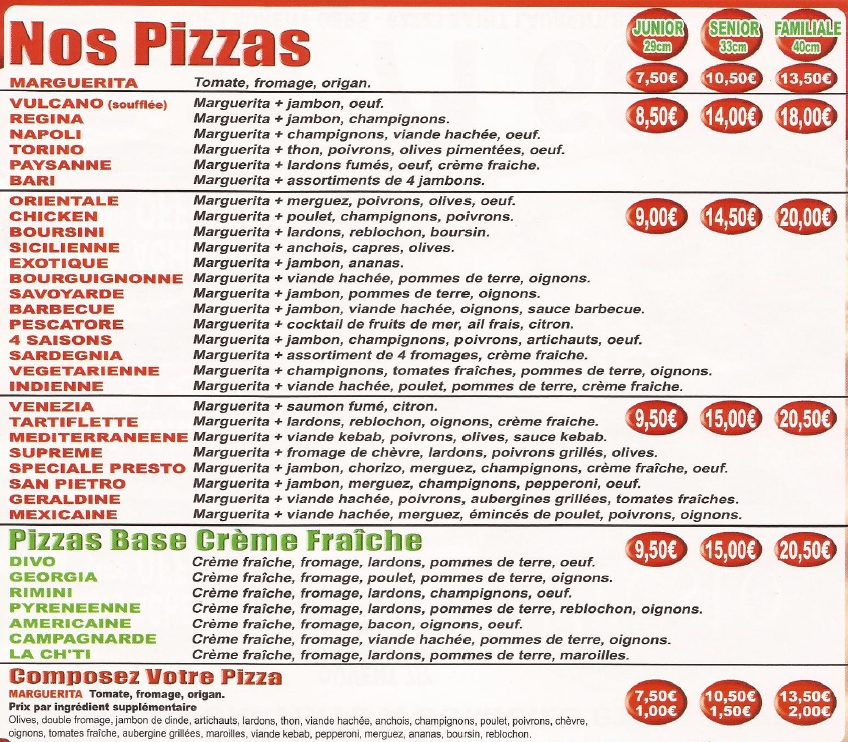 Nos Pizzas
JUNIOR 29cm SENIOR 33cm FAMILIALE 40cm
MARGUERITA Tomate, fromage, origan. 7,50€ 10,50€ 13,50€
VULCANO (soufflée) Marguerita + jambon, oeuf.
REGINA Marguerita + jambon, champignons. 8,50€ 14,00€ 18,00€
NAPOLI Marguerita + champignons, viande hachée, oeuf.
TORINO Marguerita + thon, poivrons, olives pimentées, oeuf.
PAYSANNE Marguerita + lardons fumés, oeuf, crème fraiche.
BARI Marguerita + assortiments de 4 jambons.
ORIENTALE Marguerita + merguez, poivrons, olives, oeuf.
CHICKEN Marguerita + poulet, champignons, poivrons. 9,00€ 14,50€ 20,00€
BOURSINI Marguerita + lardons, reblochon, boursin.
SICILIENNE Marguerita + anchois, capres, olives.
EXOTIQUE Marguerita + jambon, ananas.
BOURGUIGNONNE Marguerita + viande hachée, pommes de terre, oignons.
SAVOYARDE Marguerita + jambon, pommes de terre, oignons.
BARBECUE Marguerita + jambon, viande hachée, oignons, sauce barbecue.
PESCATORE Marguerita + cocktail de fruits de mer, ail frais, citron.
4 SAISONS Marguerita + jambon, champignons, poivrons, artichauts, oeuf.
SARDEGNIA Marguerita + assortiment de 4 fromages, crème fraiche.
VEGETARIENNE Marguerita + champignons, tomates fraîches, pommes de terre, oignons.
INDIENNE Marguerita + viande hachée, poulet, pommes de terre, crème fraiche.
VENEZIA Marguerita + saumon fumé, citron.
TARTIFLETTE Marguerita + lardons, reblochon, oignons, crème fraiche. 9,50€ 15,00€ 20,50€
MEDITERRANEENE Marguerita + viande kebab, poivrons, olives, sauce kebab.
SUPREME Marguerita + fromage de chèvre, lardons, poivrons grillés, olives.
SPECIALE PRESTO Marguerita + jambon, chorizo, merguez, champignons, crème fraîche, oeuf.
SAN PIETRO Marguerita + jambon, merguez, champignons, pepperoni, oeuf.
GERALDINE Marguerita + viande hachée, poivrons, aubergines grillées, tomates fraîches.
MEXICAINE Marguerita + viande hachée, merguez, émincés de poulet, poivrons, oignons.
Pizzas Base Crème Fraîche 9,50€ 15,00€ 20,50€
DIVO Crème fraîche, fromage, lardons, pommes de terre, oeuf.
GEORGIA Crème fraîche, fromage, poulet, pommes de terre, oignons.
RIMINI Crème fraîche, fromage, lardons, champignons, oeuf.
PYRENEENNE Crème fraîche, fromage, lardons, pommes de terre, reblochon, oignons.
AMERICAINE Crème fraîche, fromage, bacon, oignons, oeuf.
CAMPAGNARDE Crème fraîche, fromage, viande hachée, pommes de terre, oignons.
LA CH'TI Crème fraîche, fromage, lardons, pommes de terre, maroilles.
Composez Votre Pizza
MARGUERITA Tomate, fromage, origan. 7,50€ 10,50€ 13,50€
Prix par ingrédient supplémentaire 1,00€ 1,50€ 2,00€
Olives, double fromage, jambon de dinde, artichauts, lardons, thon, viande hachée, anchois, champignons, poulet, poivrons, chèvre,
oignons, tomates fraîche, aubergine grillées, maroilles, viande kebab, pepperoni, merguez, ananas, boursin, reblochon.